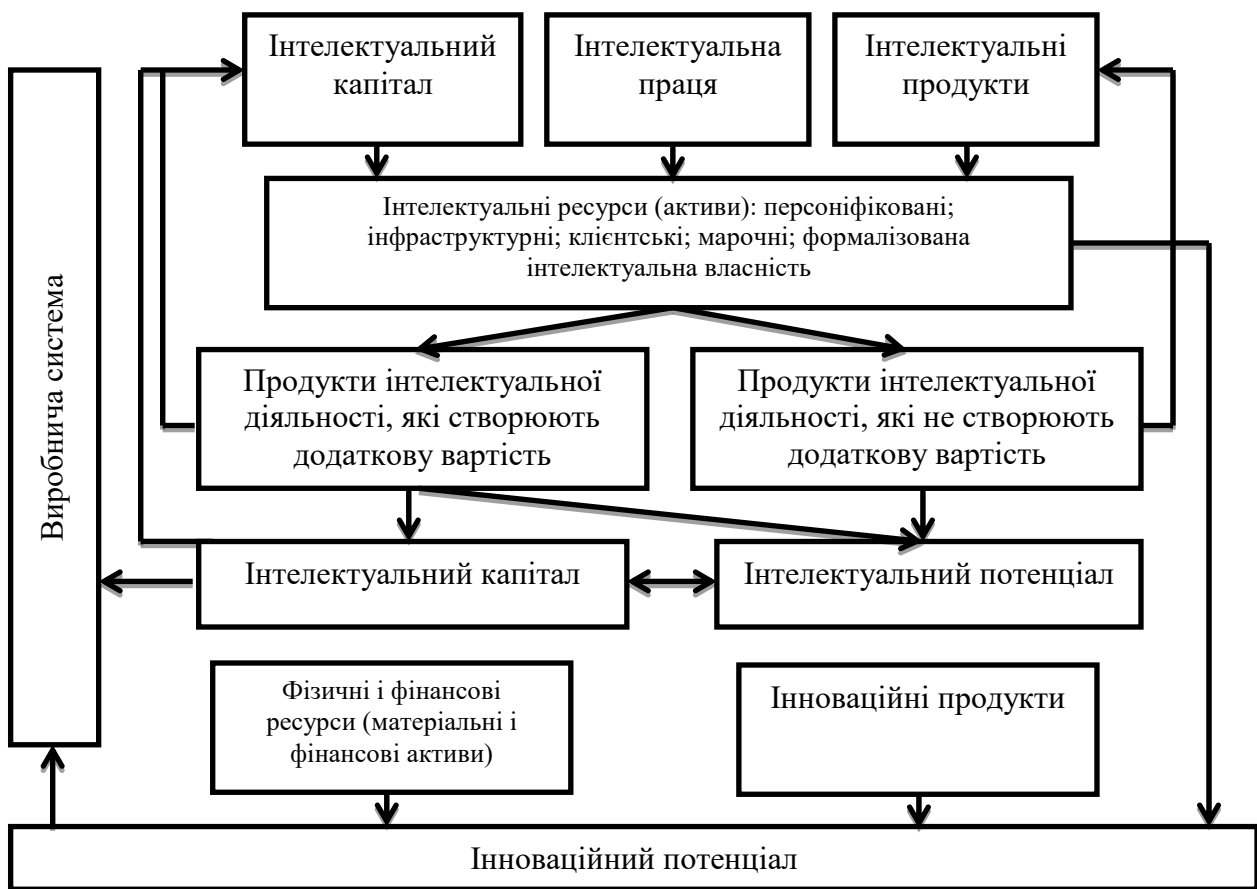 Інтелектуальний
капітал
Інтелектуальна
праця
Інтелектуальні
продукти
Виробнича система
Інтелектуальні ресурси (активи): персоніфіковані;
інфраструктурні; клієнтські; марочні; формалізована
інтелектуальна власність
Продукти інтелектуальної
діяльності, які створюють
додаткову вартість
Продукти інтелектуальної
діяльності, які не створюють
додаткову вартість
Інтелектуальний капітал
Інтелектуальний потенціал
Фізичні і фінансові
ресурси (матеріальні і
фінансові активи)
Інноваційні продукти
Інноваційний потенціал